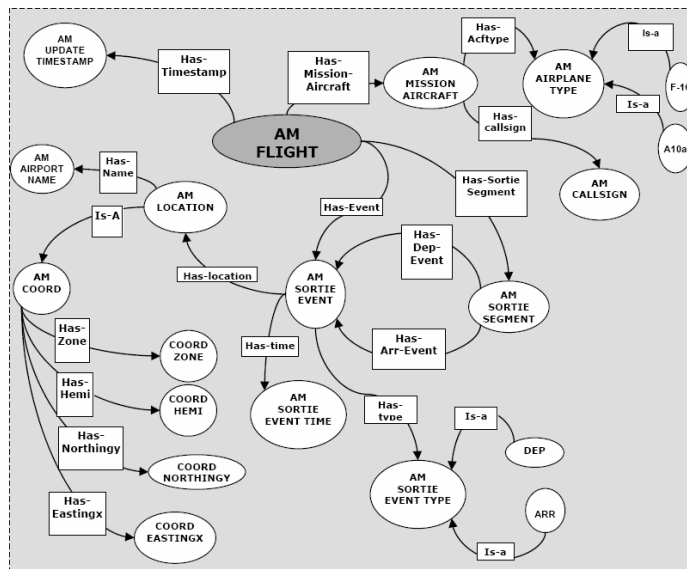 AM
UPDATE
TIMESTAMP
Has-
Timestamp
Has-
Mission-
Aircraft
AM
MISSION
AIRCRAFT
Has-
Acftype
AM
AIRPLANE
TYPE
Is-a
F-16
Is-a
A10a
Has-
callsign
AM
CALLSIGN
AM
FLIGHT
AM
AIRPORT
NAME
Has-
Name
AM
LOCATION
Is-A
AM
COORD
Has-Event
Has-Sortie
Segment
Has-location
AM
SORTIE
EVENT
Has-
Dep-
Event
Has-
Arr-Event
AM
SORTIE
SEGMENT
Has-
Zone
COORD
ZONE
Has-
Hemi
COORD
HEMI
Has-
Northingy
COORD
NORTHINGY
Has-
Eastingx
COORD
EASTINGX
Has-time
AM
SORTIE
EVENT TIME
Has-
type
AM
SORTIE
EVENT TYPE
Is-a
DEP
ARR
Is-a